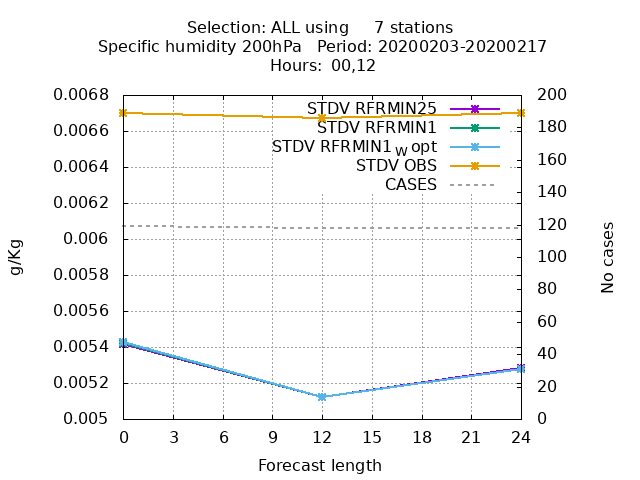 Selection: ALL using 7 stations
Specific humidity 200hPa Period: 20200203-20200217
Hours: 00,12
0.0068
0.0066
0.0064
0.0062
0.006
0.0058
0.0056
0.0054
0.0052
0.005
g/Kg
STDV RFRMIN25
STDV RFRMIN1
STDV RFRMIN1_w opt
STDV OBS
CASES
200
180
160
140
120
100
80
60
40
20
0
No cases
0 3 6 9 12 15 18 21 24
Forecast length